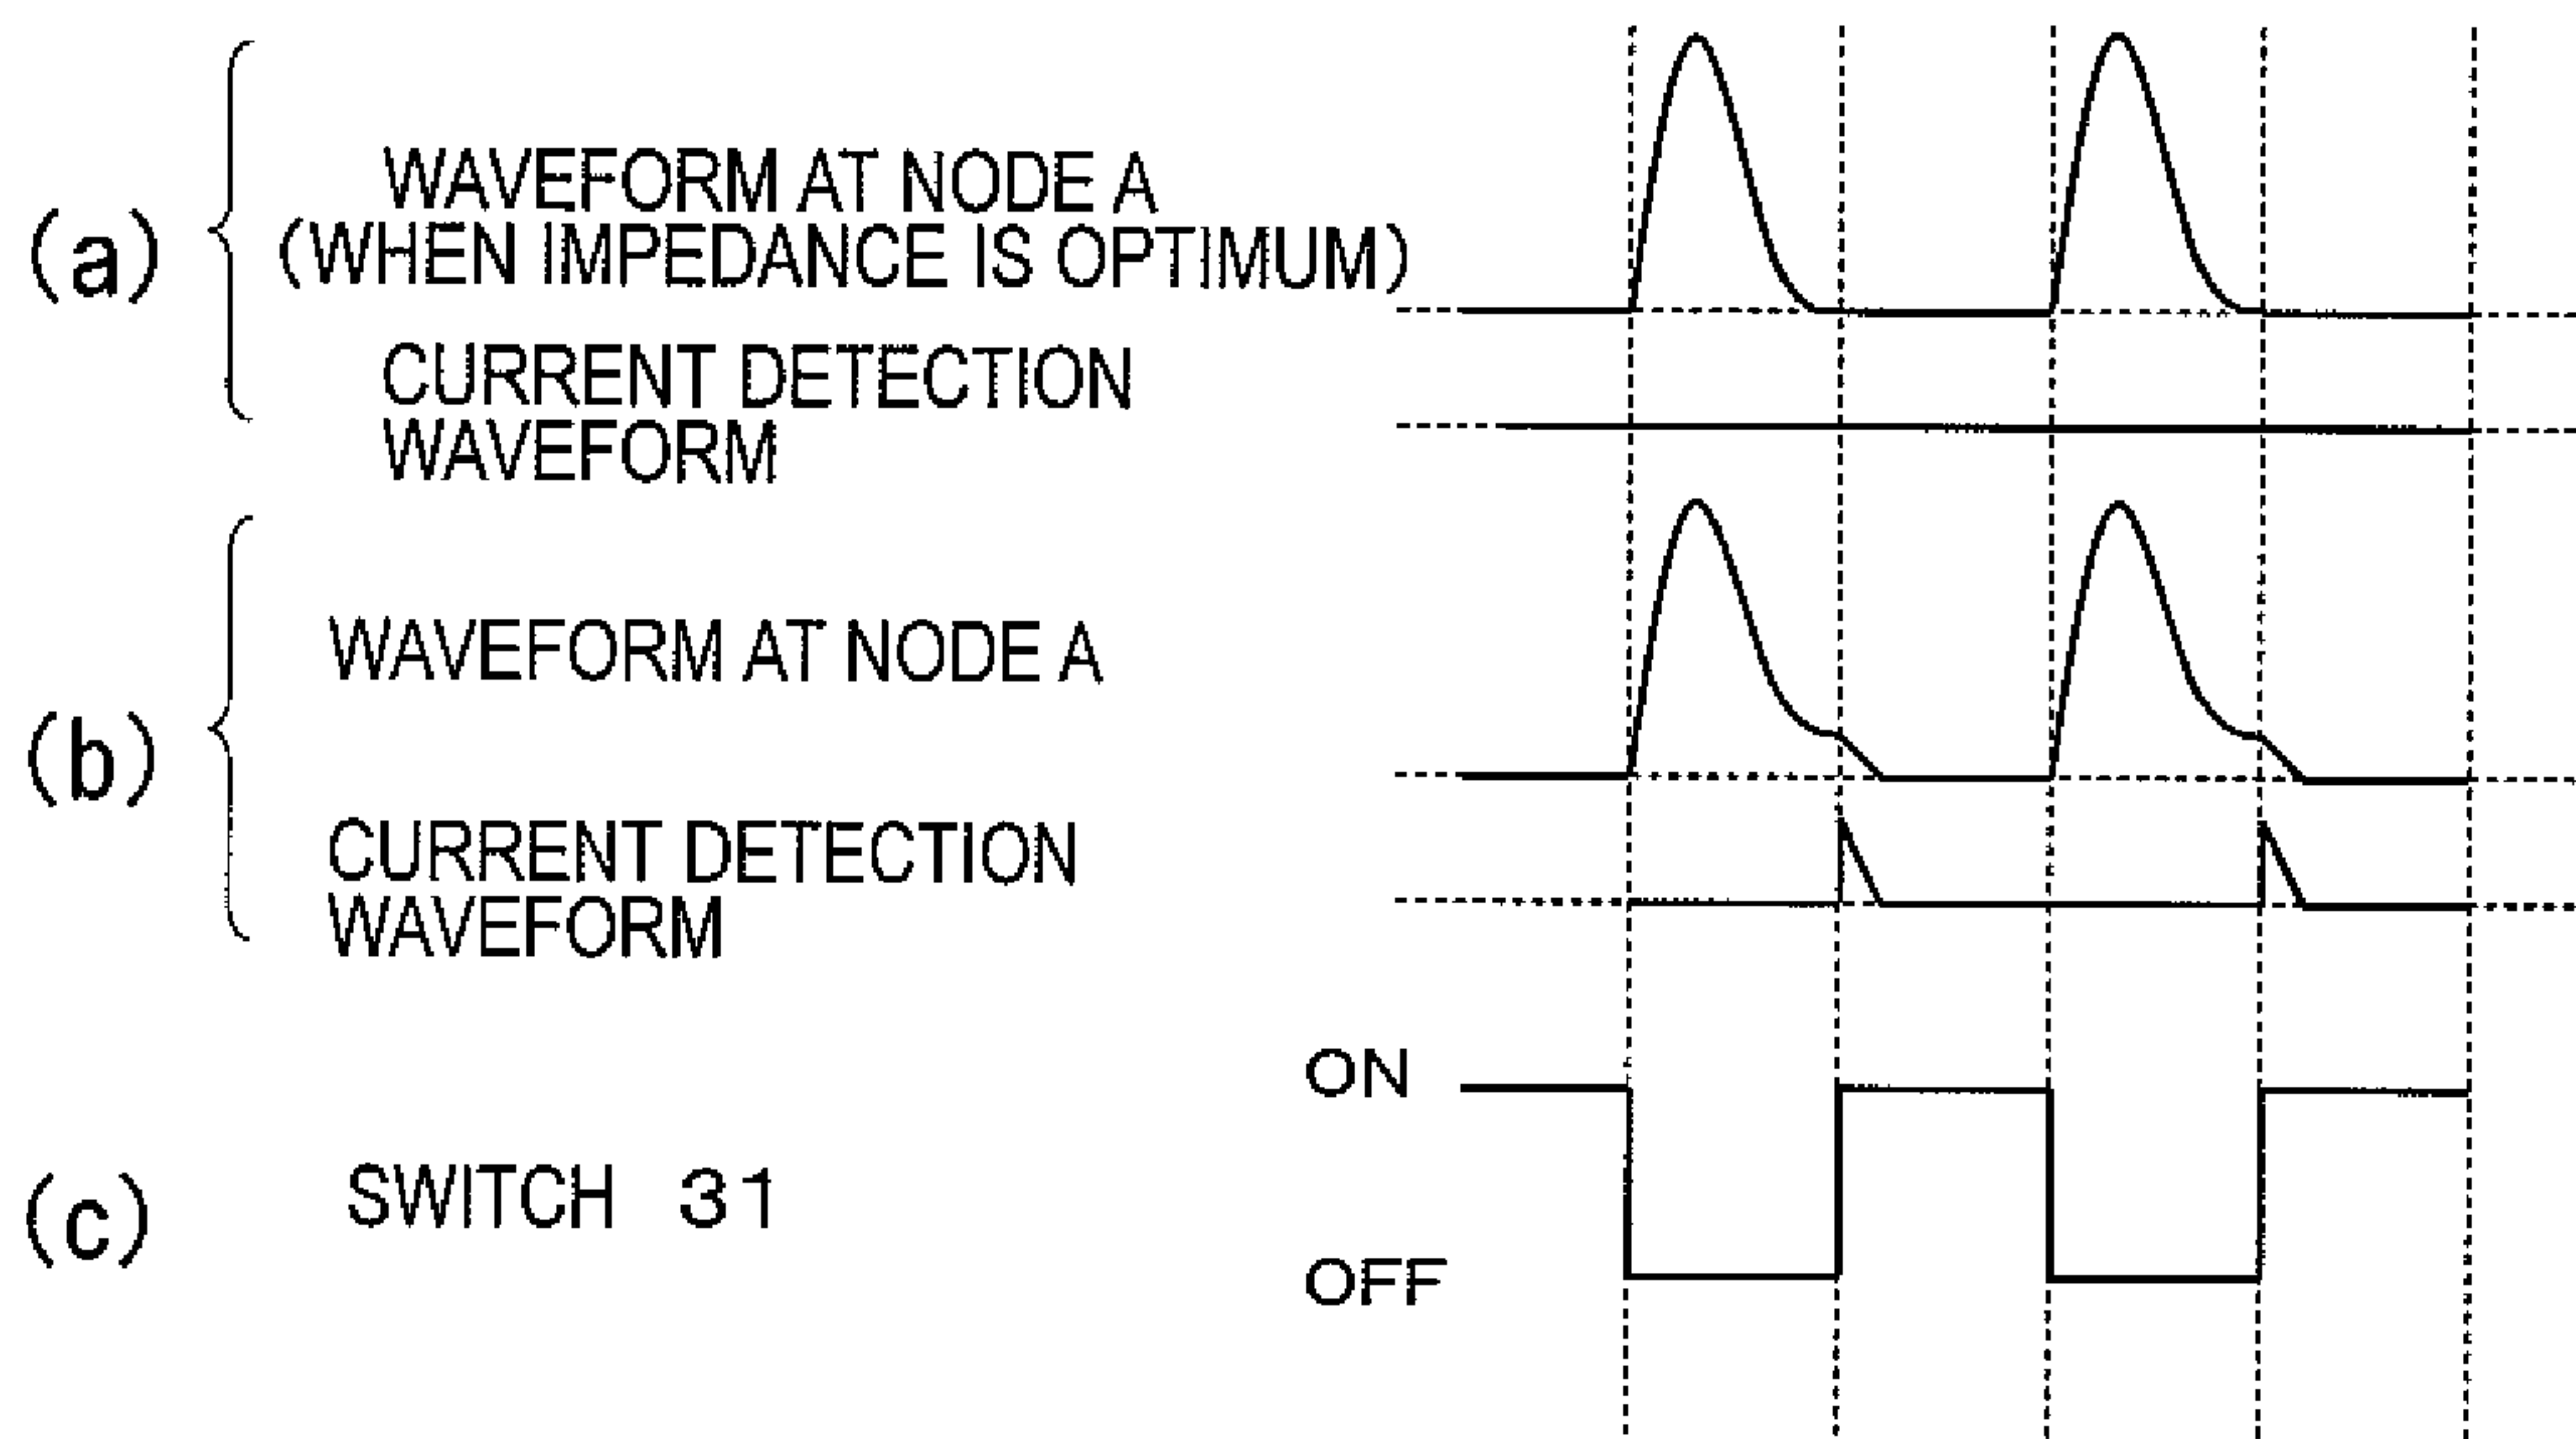 (a)
WAVEFORM AT NODE A
(WHEN IMPEDANCE IS OPTIMUM)
CURRENT DETECTION
WAVEFORM
(b)
WAVEFORM AT NODE A
CURRENT DETECTION
WAVEFORM
(c)
SWITCH 31
ON
OFF